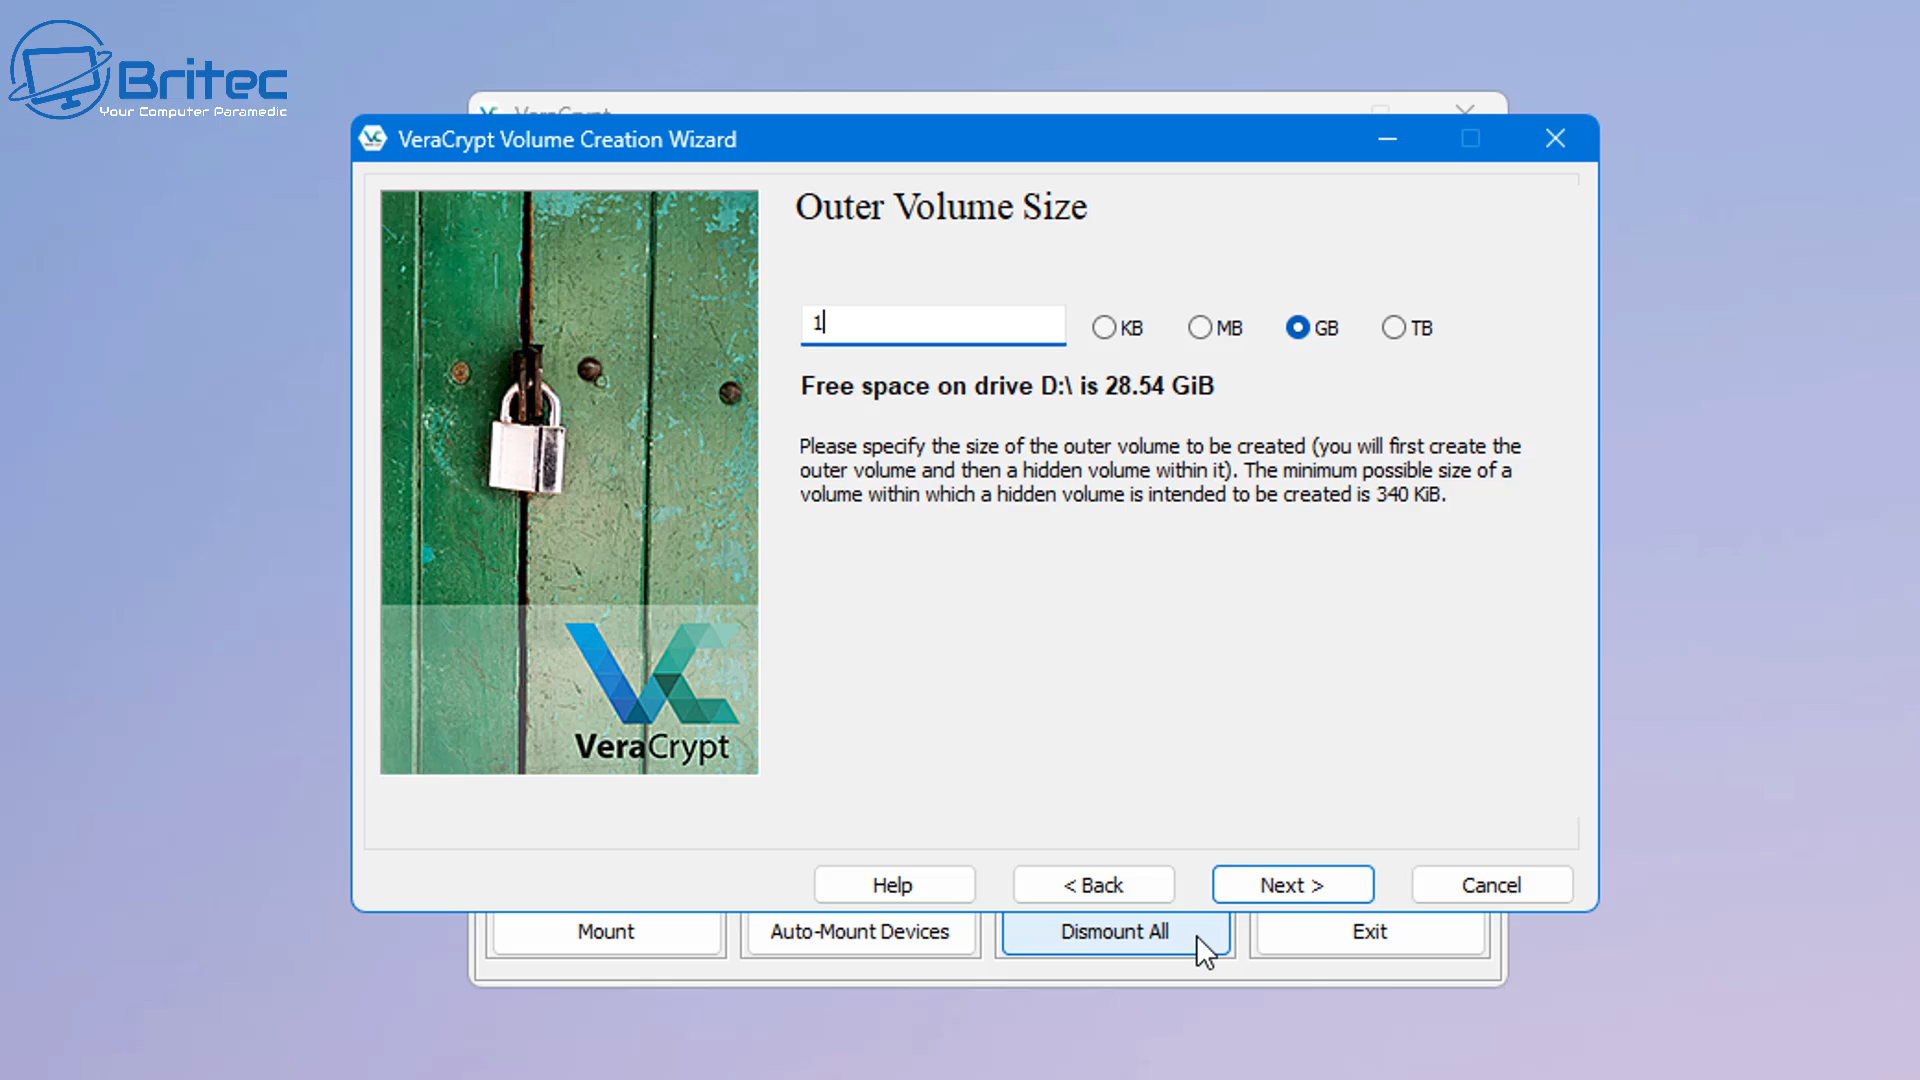 Britec
Your Computer Paramedic
VeraCrypt
VeraCrypt Volume Creation Wizard
Outer Volume Size
1
KB
MB
GB
TB
Free space on drive D:\ is 28.54 GiB
Please specify the size of the outer volume to be created (you will first create the
outer volume and then a hidden volume within it). The minimum possible size of a
volume within which a hidden volume is intended to be created is 340 KiB.
VeraCrypt
Help
< Back
Next >
Cancel
Mount
Auto-Mount Devices
Dismount All
Exit